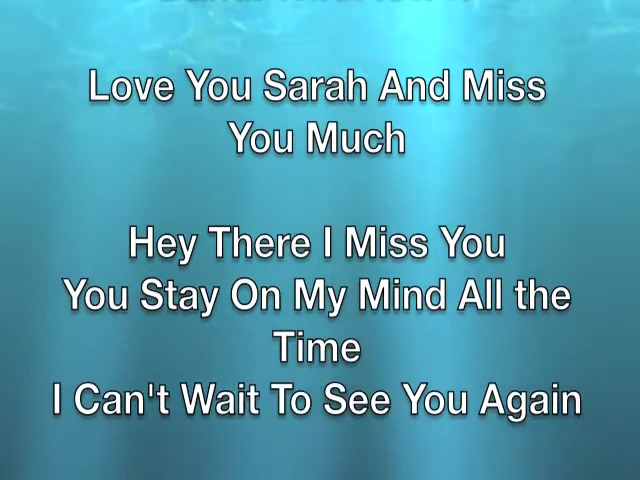 Love You Sarah And Miss
You Much
Hey There I Miss You
You Stay On My Mind All the
Time
I Can't Wait To See You Again